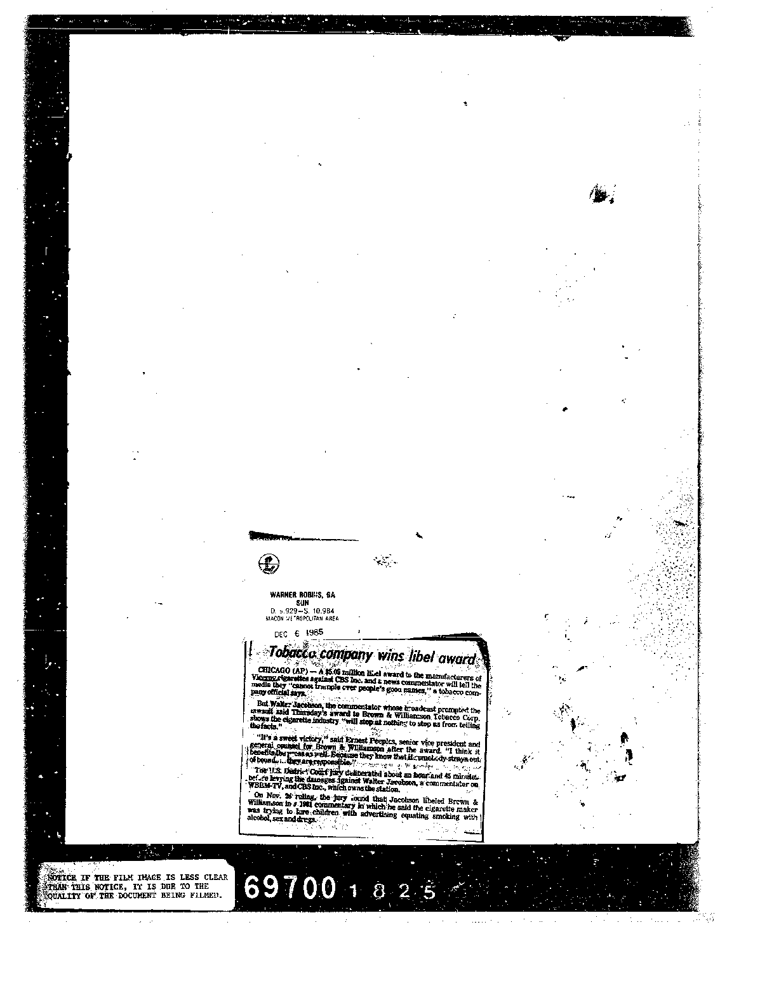 WARNER ROBINS, GA
SUN
D. 929–S. 10,984
MACON METROPOLITAN AREA
DEC 6 1985
Tobacco company wins libel award
CHICAGO (AP) — A $5.05 million libel award to the manufacturers of
Viceroy cigarettes against CBS Inc. and a news commentator will tell the
media they "cannot trample over people's good names," a tobacco com-
pany official says.
But Walter Jacobson, the commentator whose broadcast prompted the
lawsuit said Thursday's award to Brown & Williamson Tobacco Corp.
shows the cigarette industry "will stop at nothing to stop us from telling
the facts."
"It's a sweet victory," said Ernest Peoples, senior vice president and
general counsel for Brown & Williamson after the award. "I think it
benefits the press as well. Because they know that if somebody strays out
of bound... they are responsible."
The U.S. District Court jury deliberated about an hour and 45 minutes
before levying the damages against Walter Jacobson, a commentator on
WBBM-TV, and CBS Inc., which owns the station.
On Nov. 26 ruling, the jury found that Jacobson libeled Brown &
Williamson in a 1981 commentary in which he said the cigarette maker
was trying to lure children with advertising equating smoking with
alcohol, sex and drugs.
NOTICE IF THE FILM IMAGE IS LESS CLEAR
THAN THIS NOTICE, IT IS DUE TO THE
QUALITY OF THE DOCUMENT BEING FILMED.
69700 1825